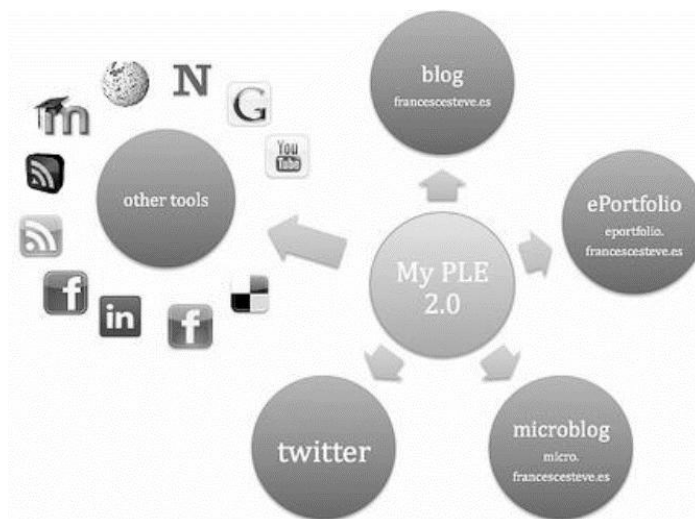 blog
francescesteve.es
N
m
G
You
Tube
other tools
ePortfolio
eportfolio.
francescesteve.es
My PLE
2.0
f
in
f
twitter
microblog
micro.
francescesteve.es